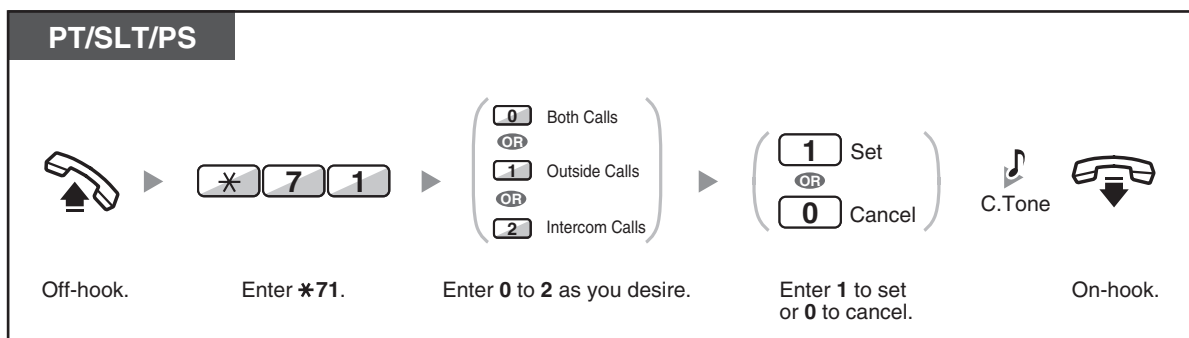 PT/SLT/PS
✱ 7 1
0 Both Calls
OR
1 Outside Calls
OR
2 Intercom Calls
1 Set
OR
0 Cancel
C.Tone
Off-hook.
Enter ✱71.
Enter 0 to 2 as you desire.
Enter 1 to set
or 0 to cancel.
On-hook.